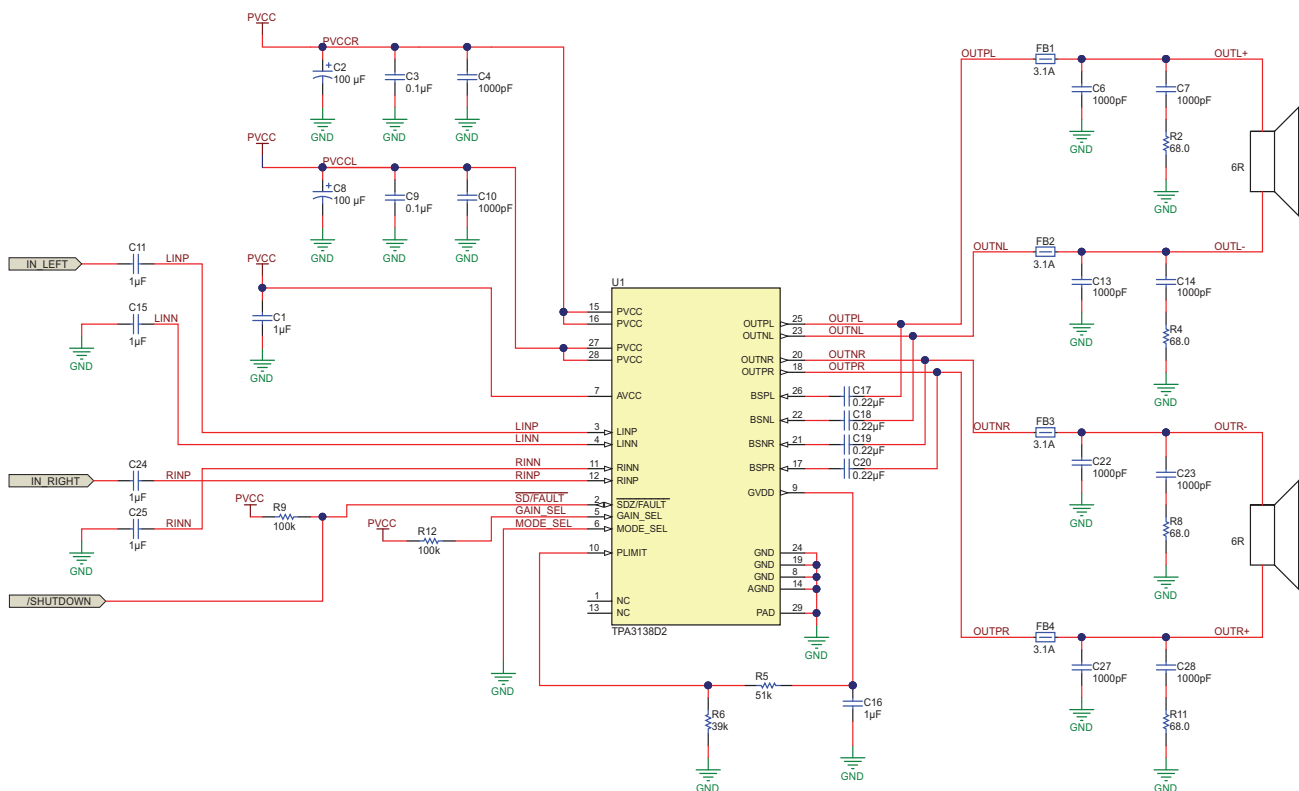 PVCC
PVCCR
C2
100 µF
C3
0.1µF
C4
1000pF
GND
GND
GND
PVCC
PVCCL
C8
100 µF
C9
0.1µF
C10
1000pF
GND
GND
GND
IN_LEFT
C11
1µF
LINP
C15
1µF
LINN
GND
PVCC
C1
1µF
GND
IN_RIGHT
C24
1µF
RINP
C25
1µF
RINN
GND
PVCC
R9
100k
/SHUTDOWN
PVCC
R12
100k
LINP
LINN
RINN
RINP
SD/FAULT
GAIN_SEL
MODE_SEL
GND
U1
15 PVCC
16 PVCC
27 PVCC
28 PVCC
7 AVCC
3 LINP
4 LINN
11 RINN
12 RINP
2 SDZ/FAULT
5 GAIN_SEL
6 MODE_SEL
10 PLIMIT
1 NC
13 NC
TPA3138D2
OUTPL 25 OUTPL
OUTNL 23 OUTNL
OUTNR 20 OUTNR
OUTPR 18 OUTPR
BSPL 26
BSNL 22
BSNR 21
BSPR 17
GVDD 9
GND 24
GND 19
GND 8
AGND 14
PAD 29
GND
C17
0.22µF
C18
0.22µF
C19
0.22µF
C20
0.22µF
R5
51k
R6
39k
C16
1µF
GND
GND
OUTPL
FB1
3.1A
OUTL+
C6
1000pF
C7
1000pF
R2
68.0
GND
GND
6R
OUTNL
FB2
3.1A
OUTL-
C13
1000pF
C14
1000pF
R4
68.0
GND
GND
OUTNR
FB3
3.1A
OUTR-
C22
1000pF
C23
1000pF
R8
68.0
GND
GND
6R
OUTPR
FB4
3.1A
OUTR+
C27
1000pF
C28
1000pF
R11
68.0
GND
GND